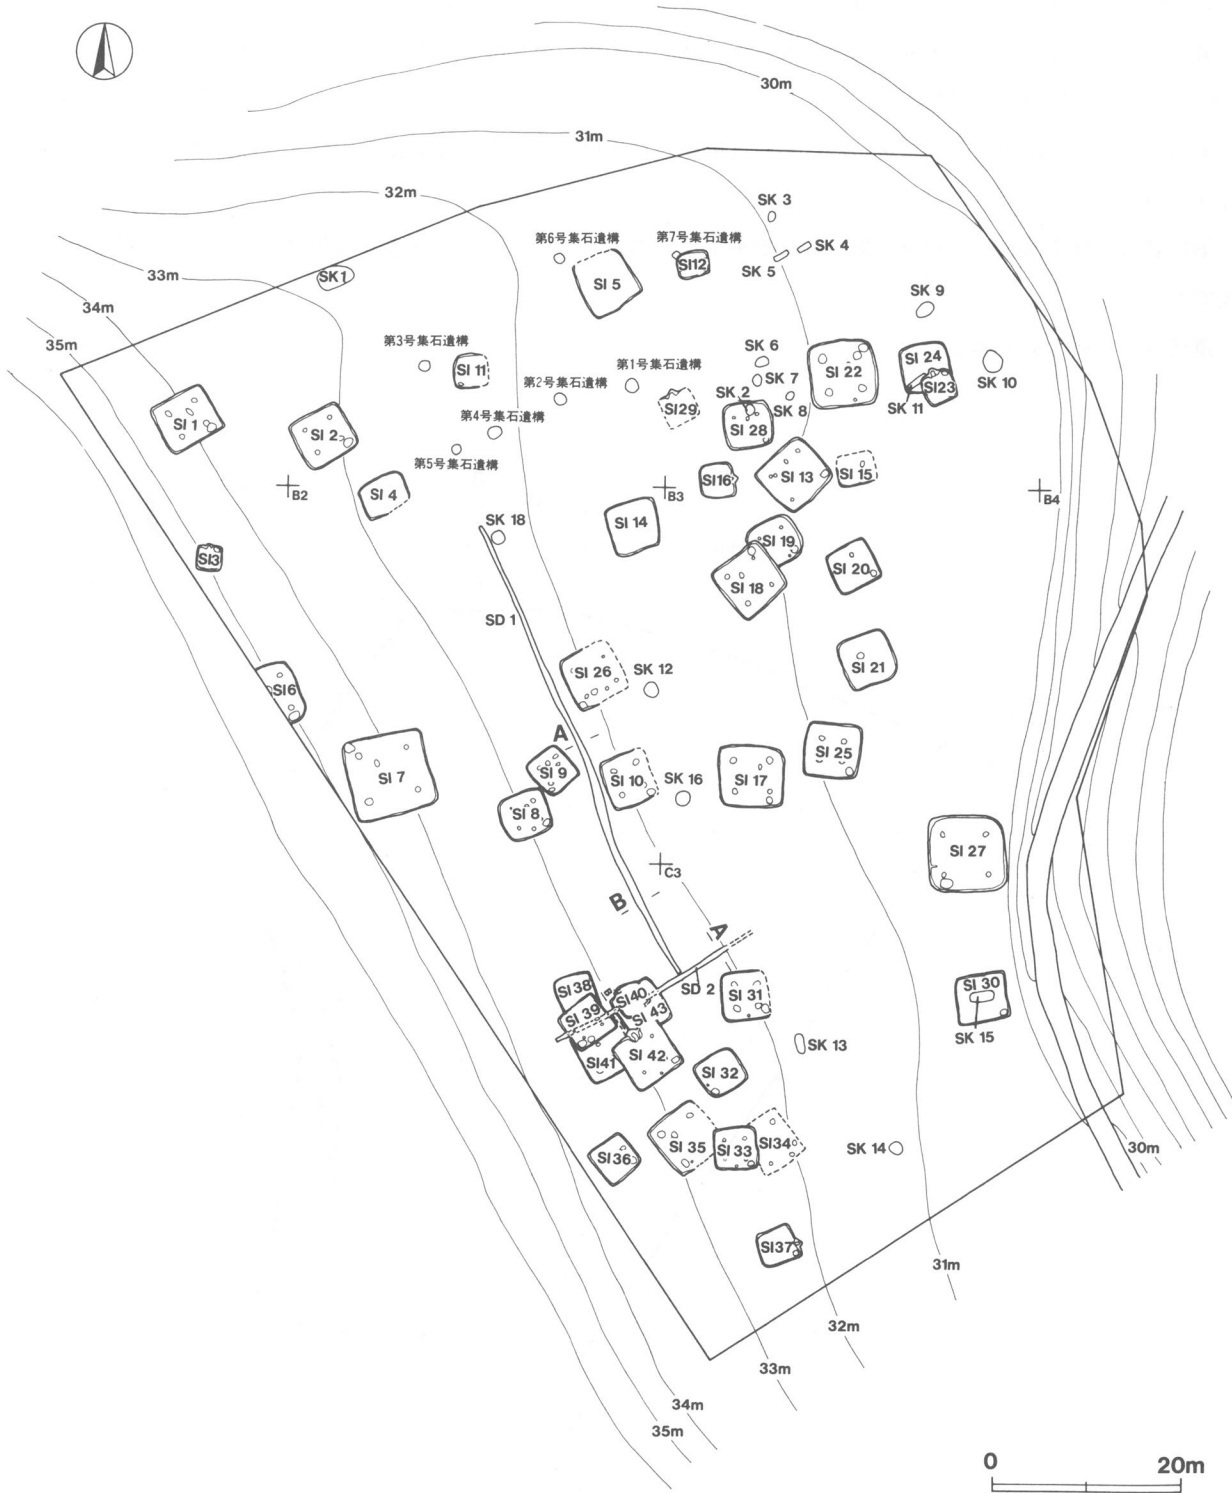 30m
31m
32m
SK 3
第6号集石遺構
第7号集石遺構
SK 4
SK 5
SI12
33m
SK1
SI 5
34m
SK 9
35m
第3号集石遺構
SK 6
SI 24
SI 11
第1号集石遺構
SI 22
SK 7
SK 10
SI23
第2号集石遺構
SK 2
SI29
SK 11
SK 8
SI 1
第4号集石遺構
SI 28
SI 2
第5号集石遺構
SI 13
SI 15
SI16
B2
SI 4
B3
B4
SK 18
SI 14
SI 19
SI3
SI 20
SI 18
SD 1
SI 21
SI 26
SK 12
SI6
A
SI 25
SI 9
SI 7
SI 10
SK 16
SI 17
SI 8
SI 27
C3
B
A
SI 38
SI40
SD 2
SI 31
SI 30
SI 39
SI 43
SK 15
SK 13
SI41
SI 42
SI 32
SI 35
SI 33
SI34
SK 14
30m
SI36
SI37
31m
32m
33m
34m
35m
0 20m